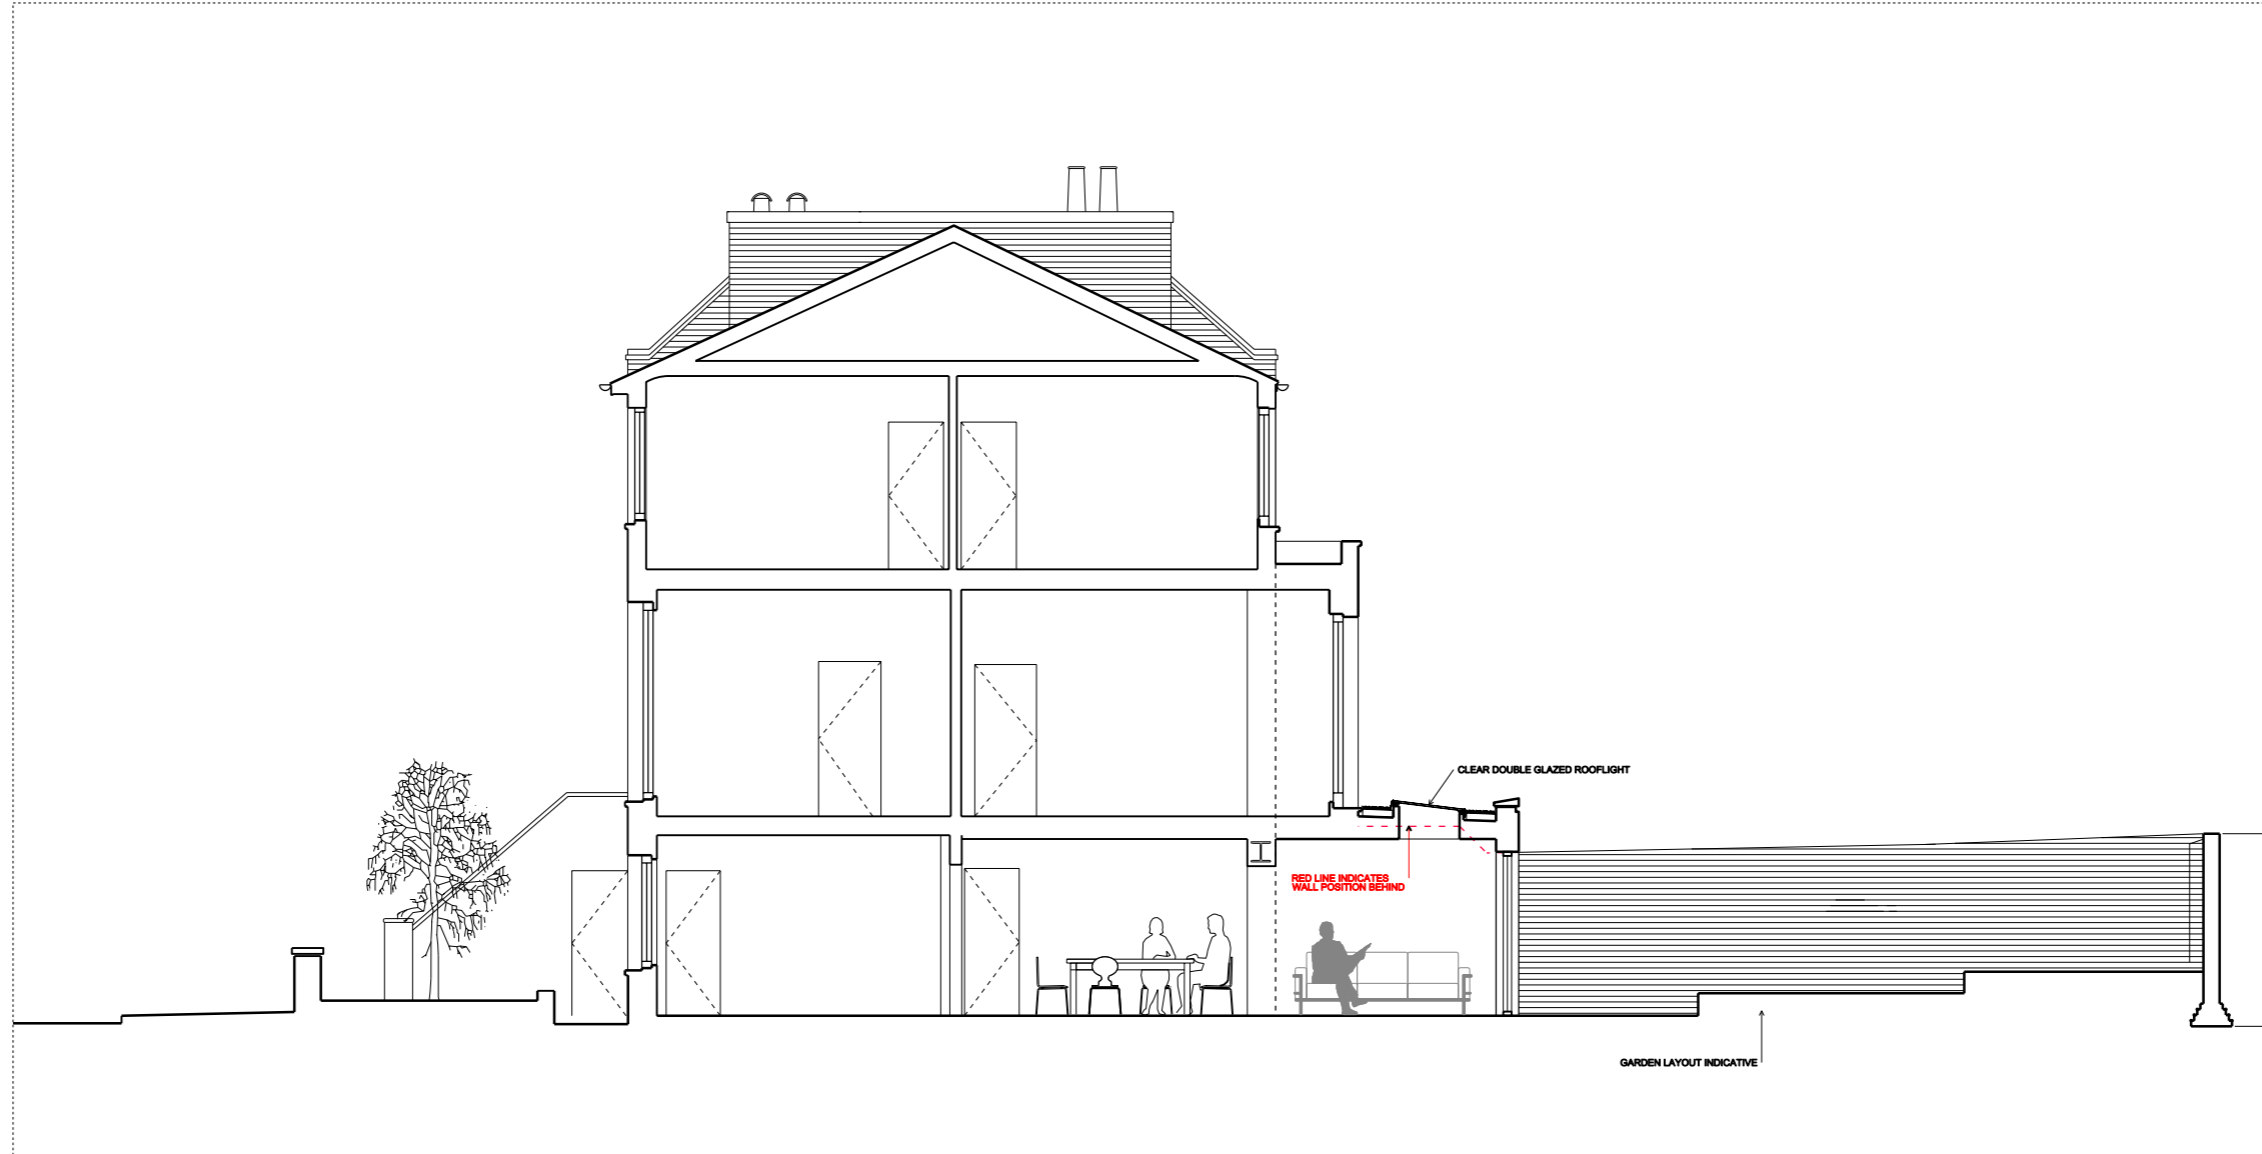 CLEAR DOUBLE GLAZED ROOFLIGHT
RED LINE INDICATES
WALL POSITION BEHIND
GARDEN LAYOUT INDICATIVE